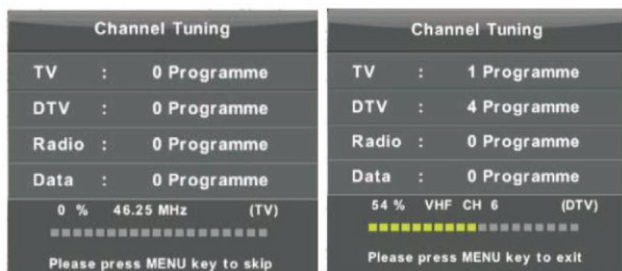 Channel Tuning
TV : 0 Programme
DTV : 0 Programme
Radio : 0 Programme
Data : 0 Programme
0 % 46.25 MHz (TV)
Please press MENU key to skip
Channel Tuning
TV : 1 Programme
DTV : 4 Programme
Radio : 0 Programme
Data : 0 Programme
54 % VHF CH 6 (DTV)
Please press MENU key to exit